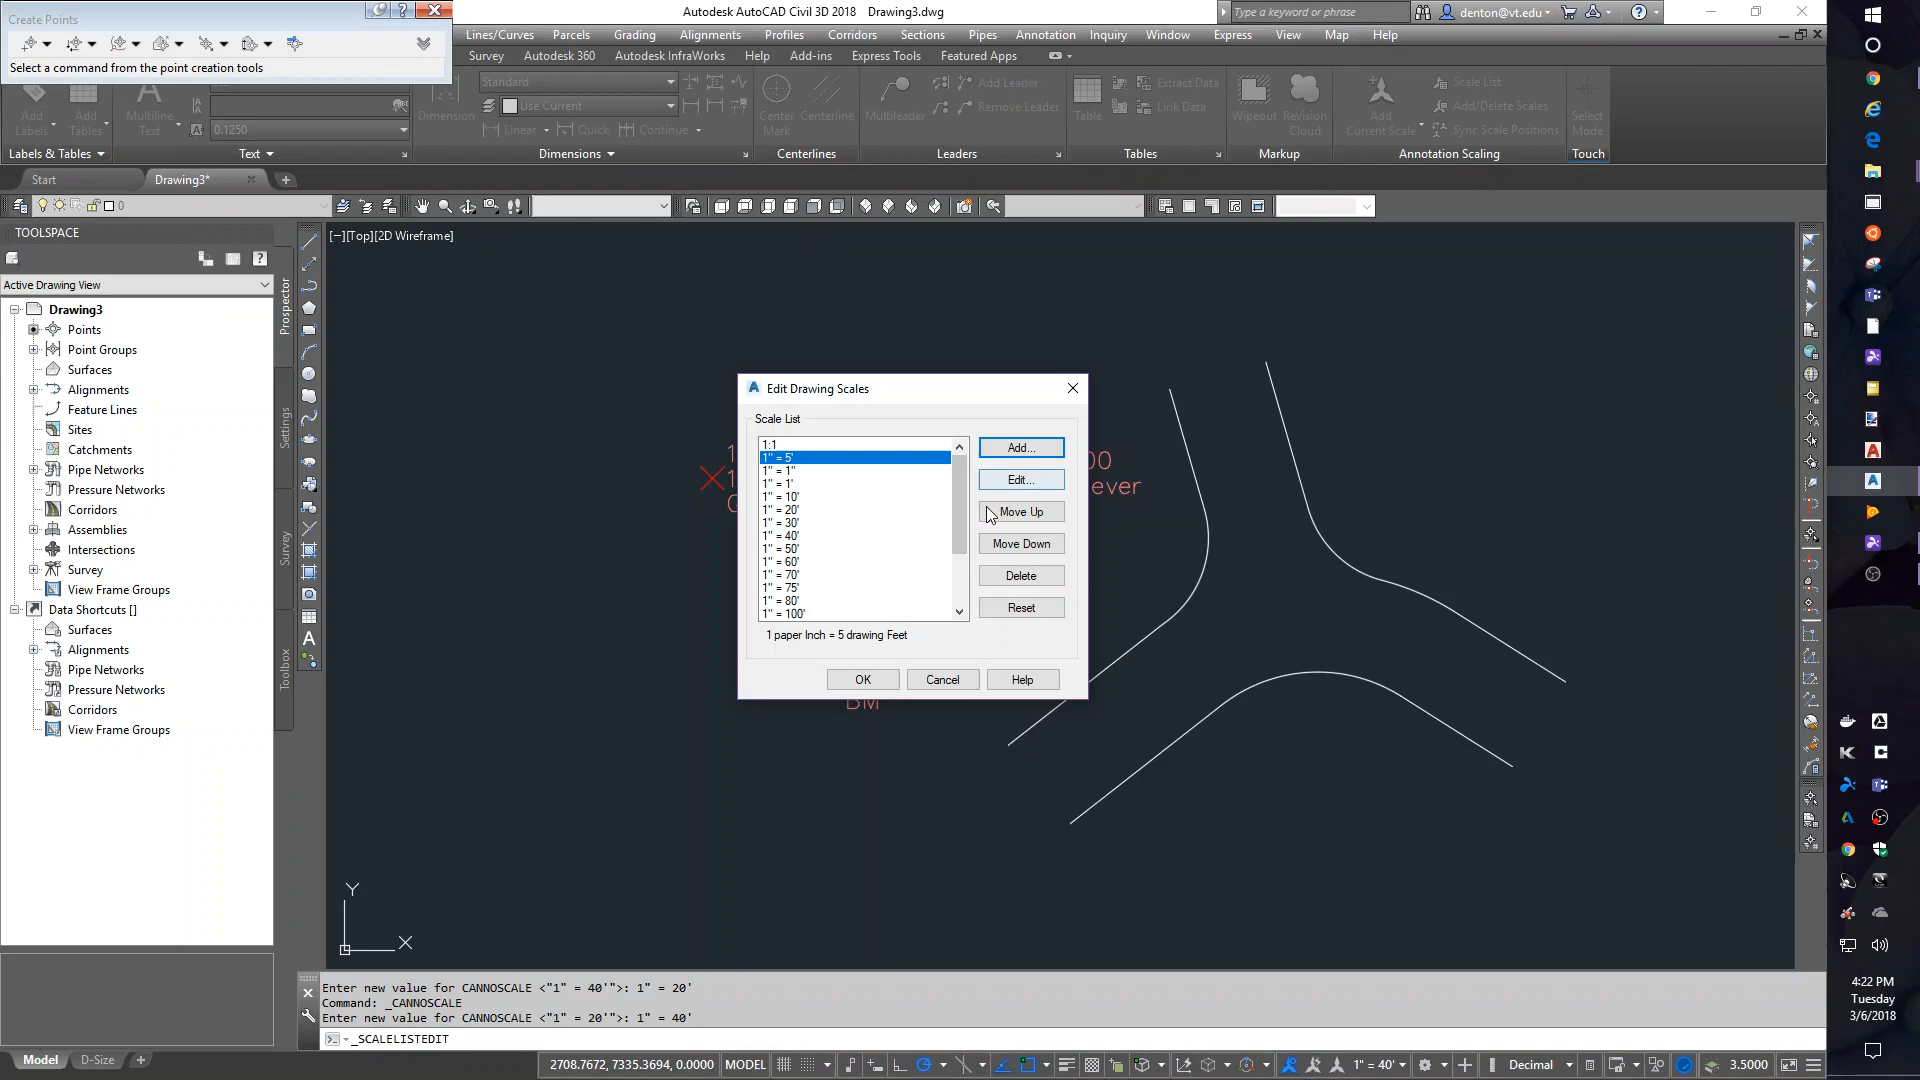 Create Points
Autodesk AutoCAD Civil 3D 2018 Drawing3.dwg
Type a keyword or phrase
denton@vt.edu
Lines/Curves Parcels Grading Alignments Profiles Corridors Sections Pipes Annotation Inquiry Window Express View Map Help
Select a command from the point creation tools
Survey Autodesk 360 Autodesk InfraWorks Help Add-ins Express Tools Featured Apps
Add Labels
Add Tables
Multiline Text
0.1250
Dimension
Standard
Use Current
Linear Quick Continue
Center Mark
Centerline
Multileader
Add Leader
Remove Leader
Table
Extract Data
Link Data
Wipeout
Revision Cloud
Add Current Scale
Scale List
Add/Delete Scales
Sync Scale Positions
Select Mode
Labels & Tables Text Dimensions Centerlines Leaders Tables Markup Annotation Scaling Touch
Start Drawing3*
0
TOOLSPACE
[−][Top][2D Wireframe]
Active Drawing View
Drawing3
Points
Point Groups
Surfaces
Alignments
Feature Lines
Sites
Catchments
Pipe Networks
Pressure Networks
Corridors
Assemblies
Intersections
Survey
View Frame Groups
Data Shortcuts []
Surfaces
Alignments
Pipe Networks
Pressure Networks
Corridors
View Frame Groups
Prospector
Settings
Survey
Toolbox
Edit Drawing Scales
Scale List
1:1
1" = 5'
1" = 1"
1" = 1'
1" = 10'
1" = 20'
1" = 30'
1" = 40'
1" = 50'
1" = 60'
1" = 70'
1" = 75'
1" = 80'
1" = 100'
Add...
Edit...
Move Up
Move Down
Delete
Reset
1 paper Inch = 5 drawing Feet
OK Cancel Help
00
ever
BM
Y
X
Enter new value for CANNOSCALE <"1" = 40'">: 1" = 20'
Command: _CANNOSCALE
Enter new value for CANNOSCALE <"1" = 20'">: 1" = 40'
_SCALELISTEDIT
Model D-Size
2708.7672, 7335.3694, 0.0000 MODEL
1" = 40'
Decimal
3.5000
4:22 PM
Tuesday
3/6/2018